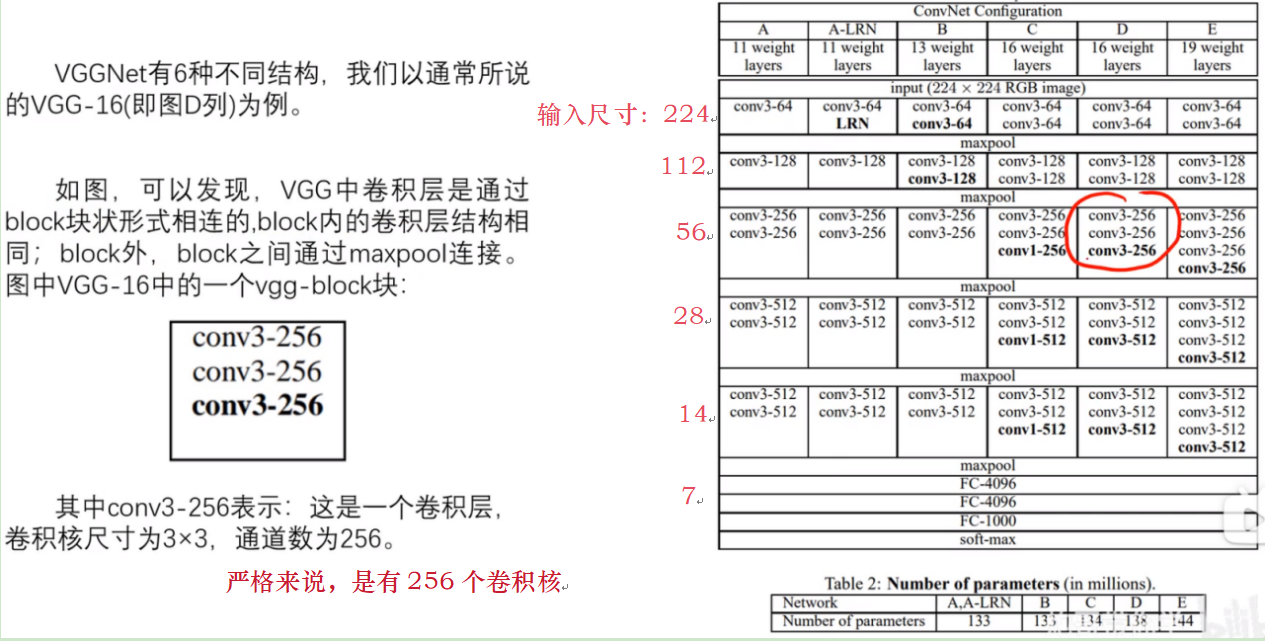 VGGNet有6种不同结构，我们以通常所说
的VGG-16(即图D列)为例。
如图，可以发现，VGG中卷积层是通过
block块状形式相连的,block内的卷积层结构相
同；block外，block之间通过maxpool连接。
图中VGG-16中的一个vgg-block块：
conv3-256
conv3-256
conv3-256
其中conv3-256表示：这是一个卷积层，
卷积核尺寸为3×3，通道数为256。
严格来说，是有 256 个卷积核
输入尺寸：224
112
56
28
14
7
ConvNet Configuration
A A-LRN B C D E
11 weight 11 weight 13 weight 16 weight 16 weight 19 weight
layers layers layers layers layers layers
input (224 × 224 RGB image)
conv3-64 conv3-64 conv3-64 conv3-64 conv3-64 conv3-64
LRN conv3-64 conv3-64 conv3-64 conv3-64
maxpool
conv3-128 conv3-128 conv3-128 conv3-128 conv3-128 conv3-128
conv3-128 conv3-128 conv3-128 conv3-128
maxpool
conv3-256 conv3-256 conv3-256 conv3-256 conv3-256 conv3-256
conv3-256 conv3-256 conv3-256 conv3-256 conv3-256 conv3-256
conv1-256 conv3-256 conv3-256
conv3-256
maxpool
conv3-512 conv3-512 conv3-512 conv3-512 conv3-512 conv3-512
conv3-512 conv3-512 conv3-512 conv3-512 conv3-512 conv3-512
conv1-512 conv3-512 conv3-512
conv3-512
maxpool
conv3-512 conv3-512 conv3-512 conv3-512 conv3-512 conv3-512
conv3-512 conv3-512 conv3-512 conv3-512 conv3-512 conv3-512
conv1-512 conv3-512 conv3-512
conv3-512
maxpool
FC-4096
FC-4096
FC-1000
soft-max
Table 2: Number of parameters (in millions).
Network A,A-LRN B C D E
Number of parameters 133 133 134 138 144